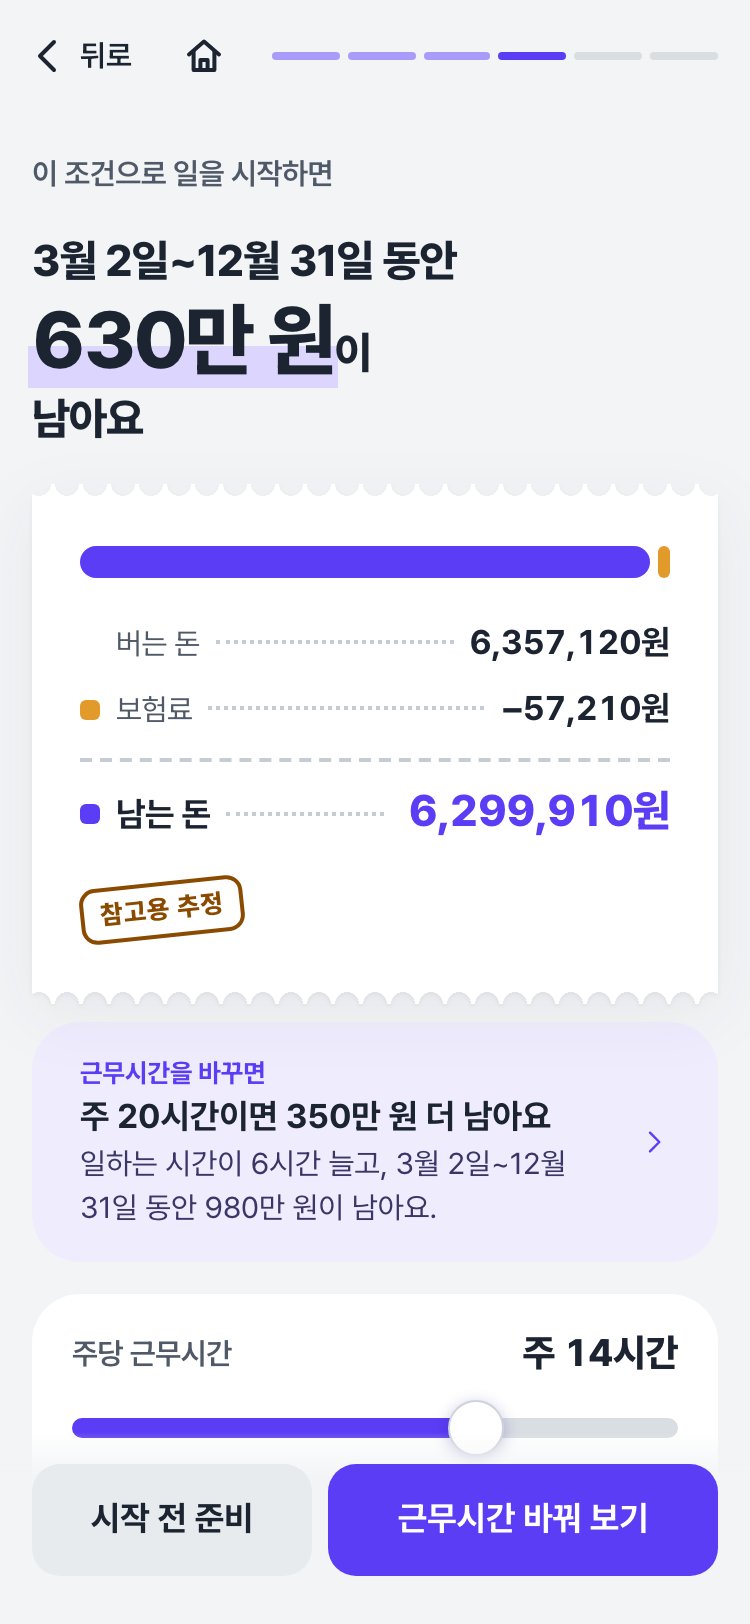 뒤로
이 조건으로 일을 시작하면
3월 2일~12월 31일 동안
630만 원이
남아요
버는 돈 6,357,120원
보험료 −57,210원
남는 돈 6,299,910원
참고용 추정
근무시간을 바꾸면
주 20시간이면 350만 원 더 남아요
일하는 시간이 6시간 늘고, 3월 2일~12월
31일 동안 980만 원이 남아요.
주당 근무시간 주 14시간
시작 전 준비 근무시간 바꿔 보기